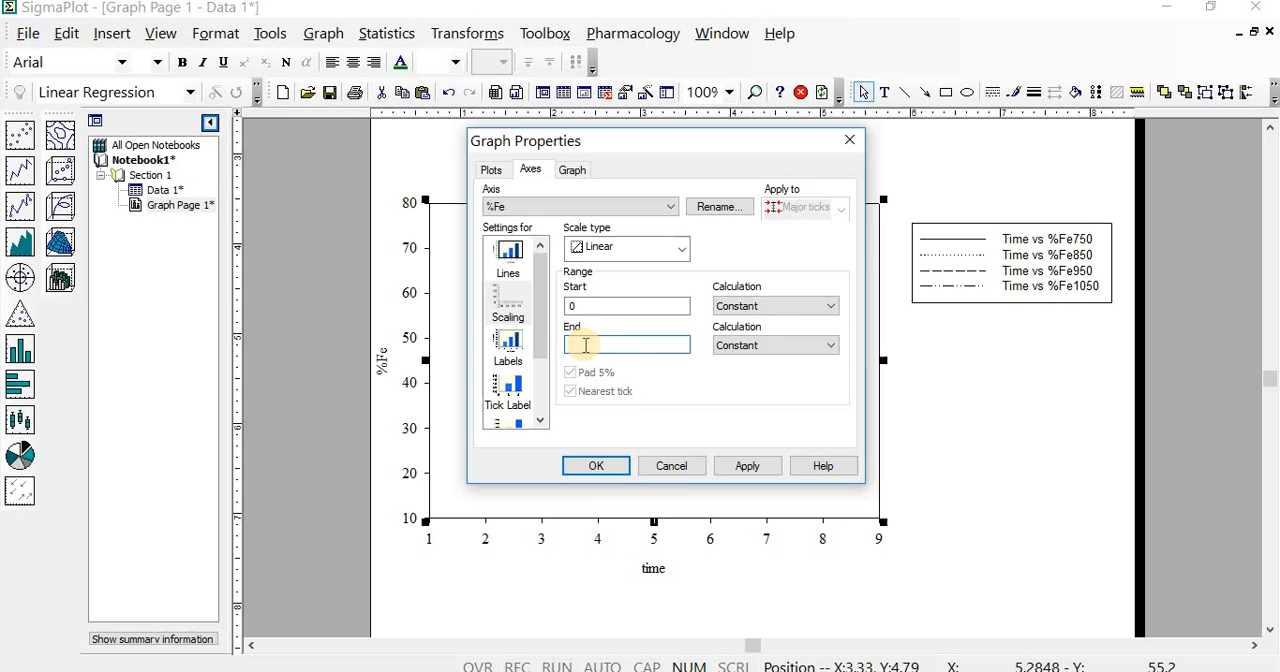 SigmaPlot - [Graph Page 1 - Data 1*]
File Edit Insert View Format Tools Graph Statistics Transforms Toolbox Pharmacology Window Help
Arial B I U x² x₂ N α A
Linear Regression 100% T
8
All Open Notebooks
Notebook1*
Section 1
Data 1*
Graph Page 1*
Show summary information
Graph Properties
Plots Axes Graph
Axis Apply to
%Fe Rename... Major ticks
Settings for Scale type
Linear
Lines
Scaling
Labels
Tick Label
Range
Start Calculation
0 Constant
End Calculation
Constant
Pad 5%
Nearest tick
OK Cancel Apply Help
80
70
60
50
40
30
20
10
%Fe
1 2 3 4 5 6 7 8 9
time
Time vs %Fe750
Time vs %Fe850
Time vs %Fe950
Time vs %Fe1050
OVR REC RUN AUTO CAP NUM SCRL Position -- X:3.33, Y:4.79 X: 5.2848 - Y: 55.2